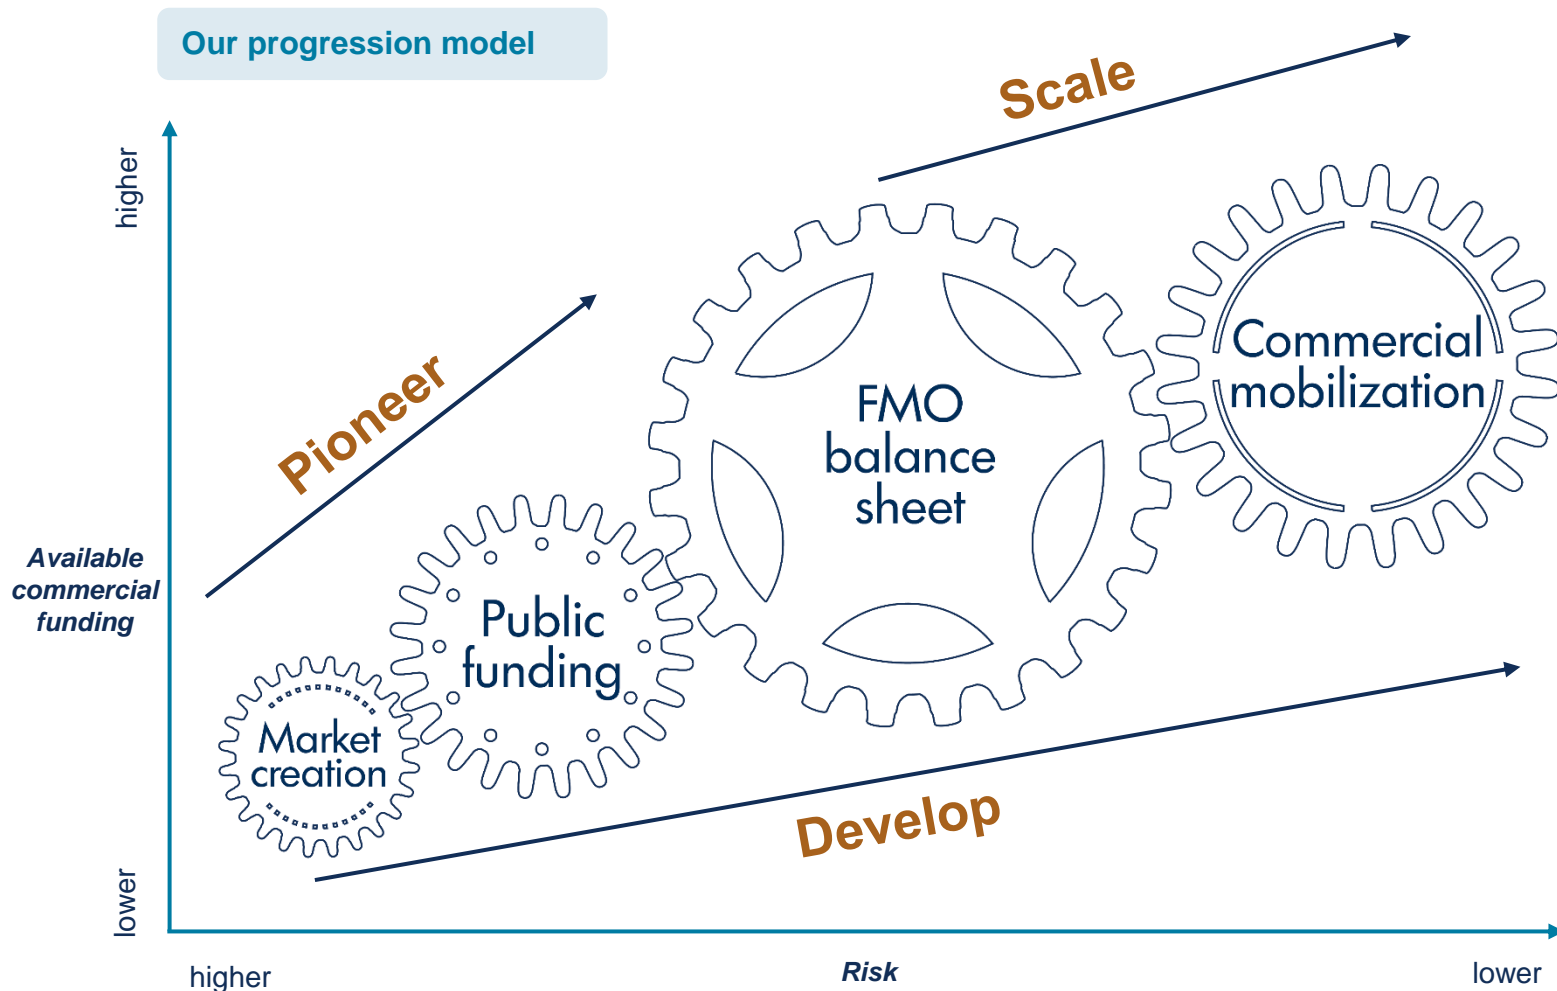 Our progression model
Scale
higher
Pioneer
Commercial
mobilization
FMO
balance
sheet
Available
commercial
funding
Public
funding
Market
creation
Develop
lower
higher
Risk
lower